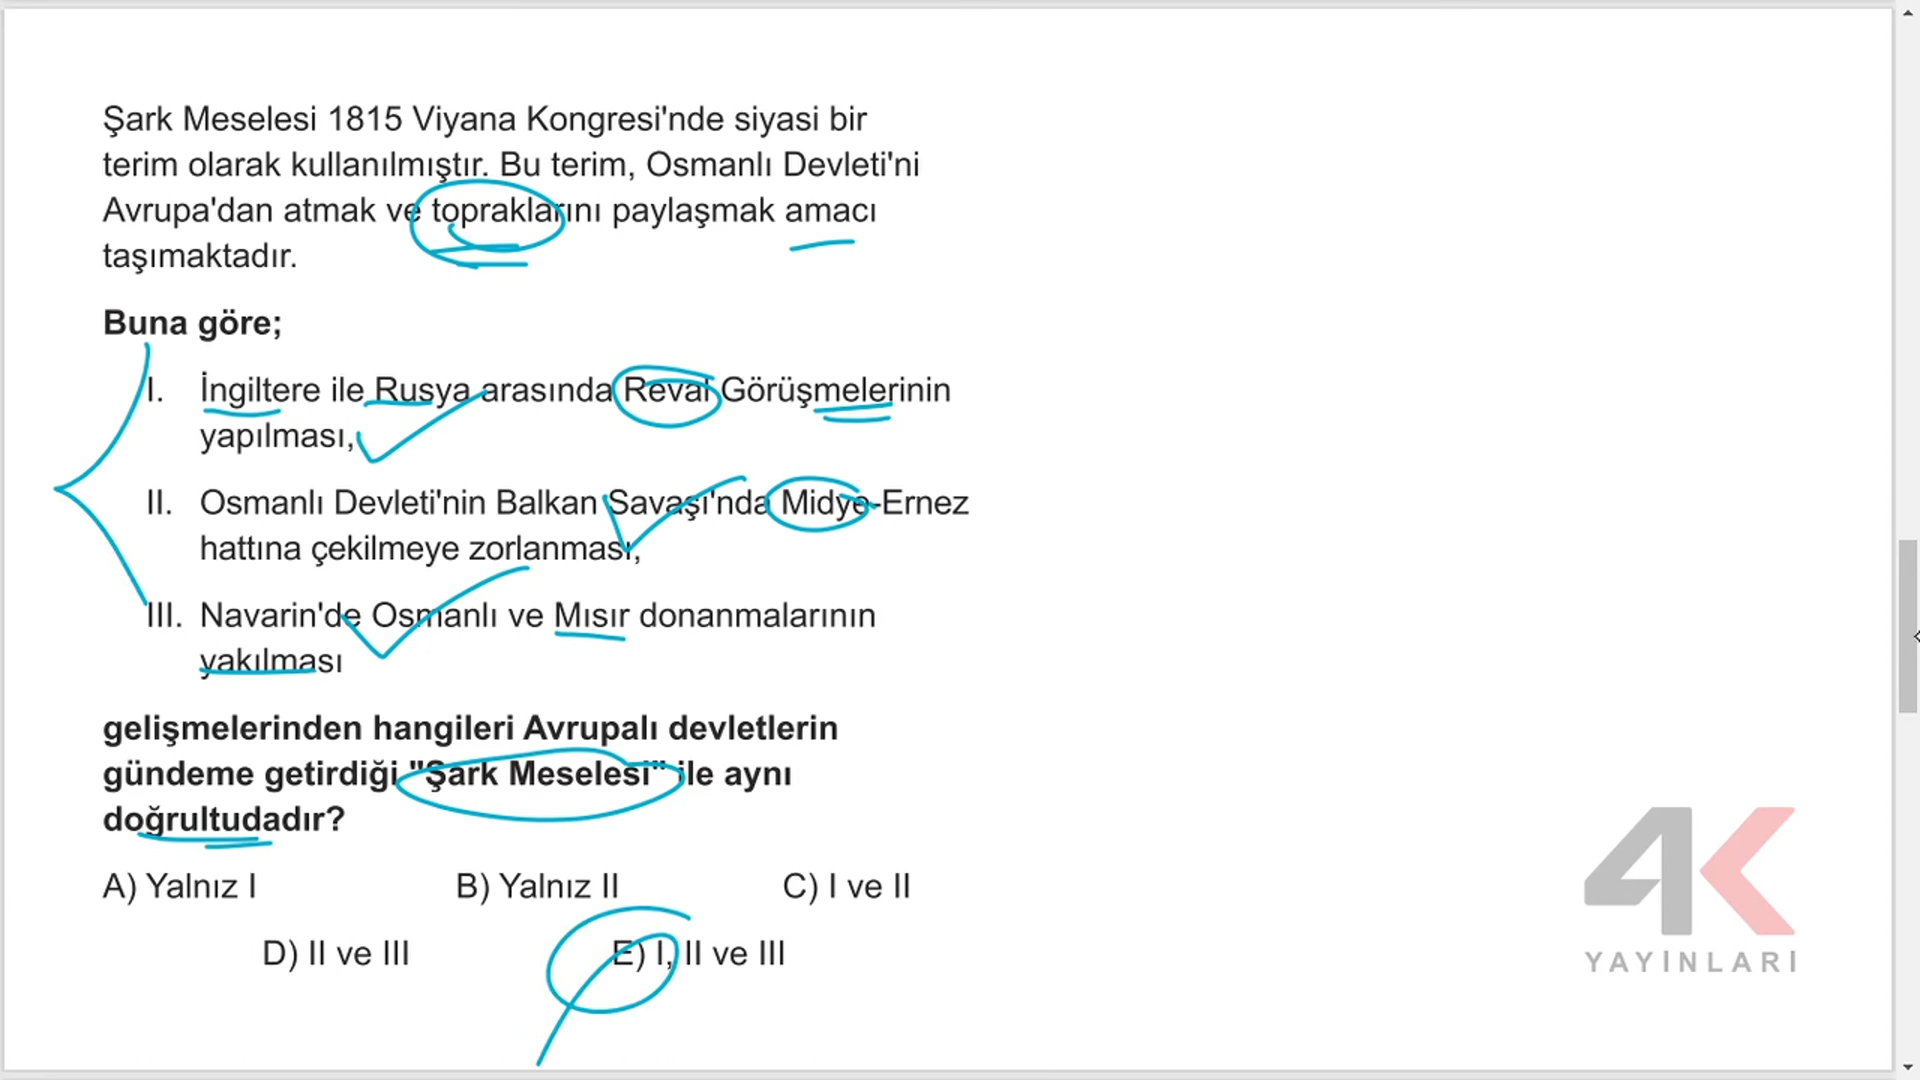 Şark Meselesi 1815 Viyana Kongresi'nde siyasi bir
terim olarak kullanılmıştır. Bu terim, Osmanlı Devleti'ni
Avrupa'dan atmak ve topraklarını paylaşmak amacı
taşımaktadır.
Buna göre;
I. İngiltere ile Rusya arasında Reval Görüşmelerinin
yapılması,
II. Osmanlı Devleti'nin Balkan Savaşı'nda Midye-Ernez
hattına çekilmeye zorlanması,
III. Navarin'de Osmanlı ve Mısır donanmalarının
yakılması
gelişmelerinden hangileri Avrupalı devletlerin
gündeme getirdiği "Şark Meselesi" ile aynı
doğrultudadır?
A) Yalnız I B) Yalnız II C) I ve II
D) II ve III E) I, II ve III
4K
YAYİNLARİ